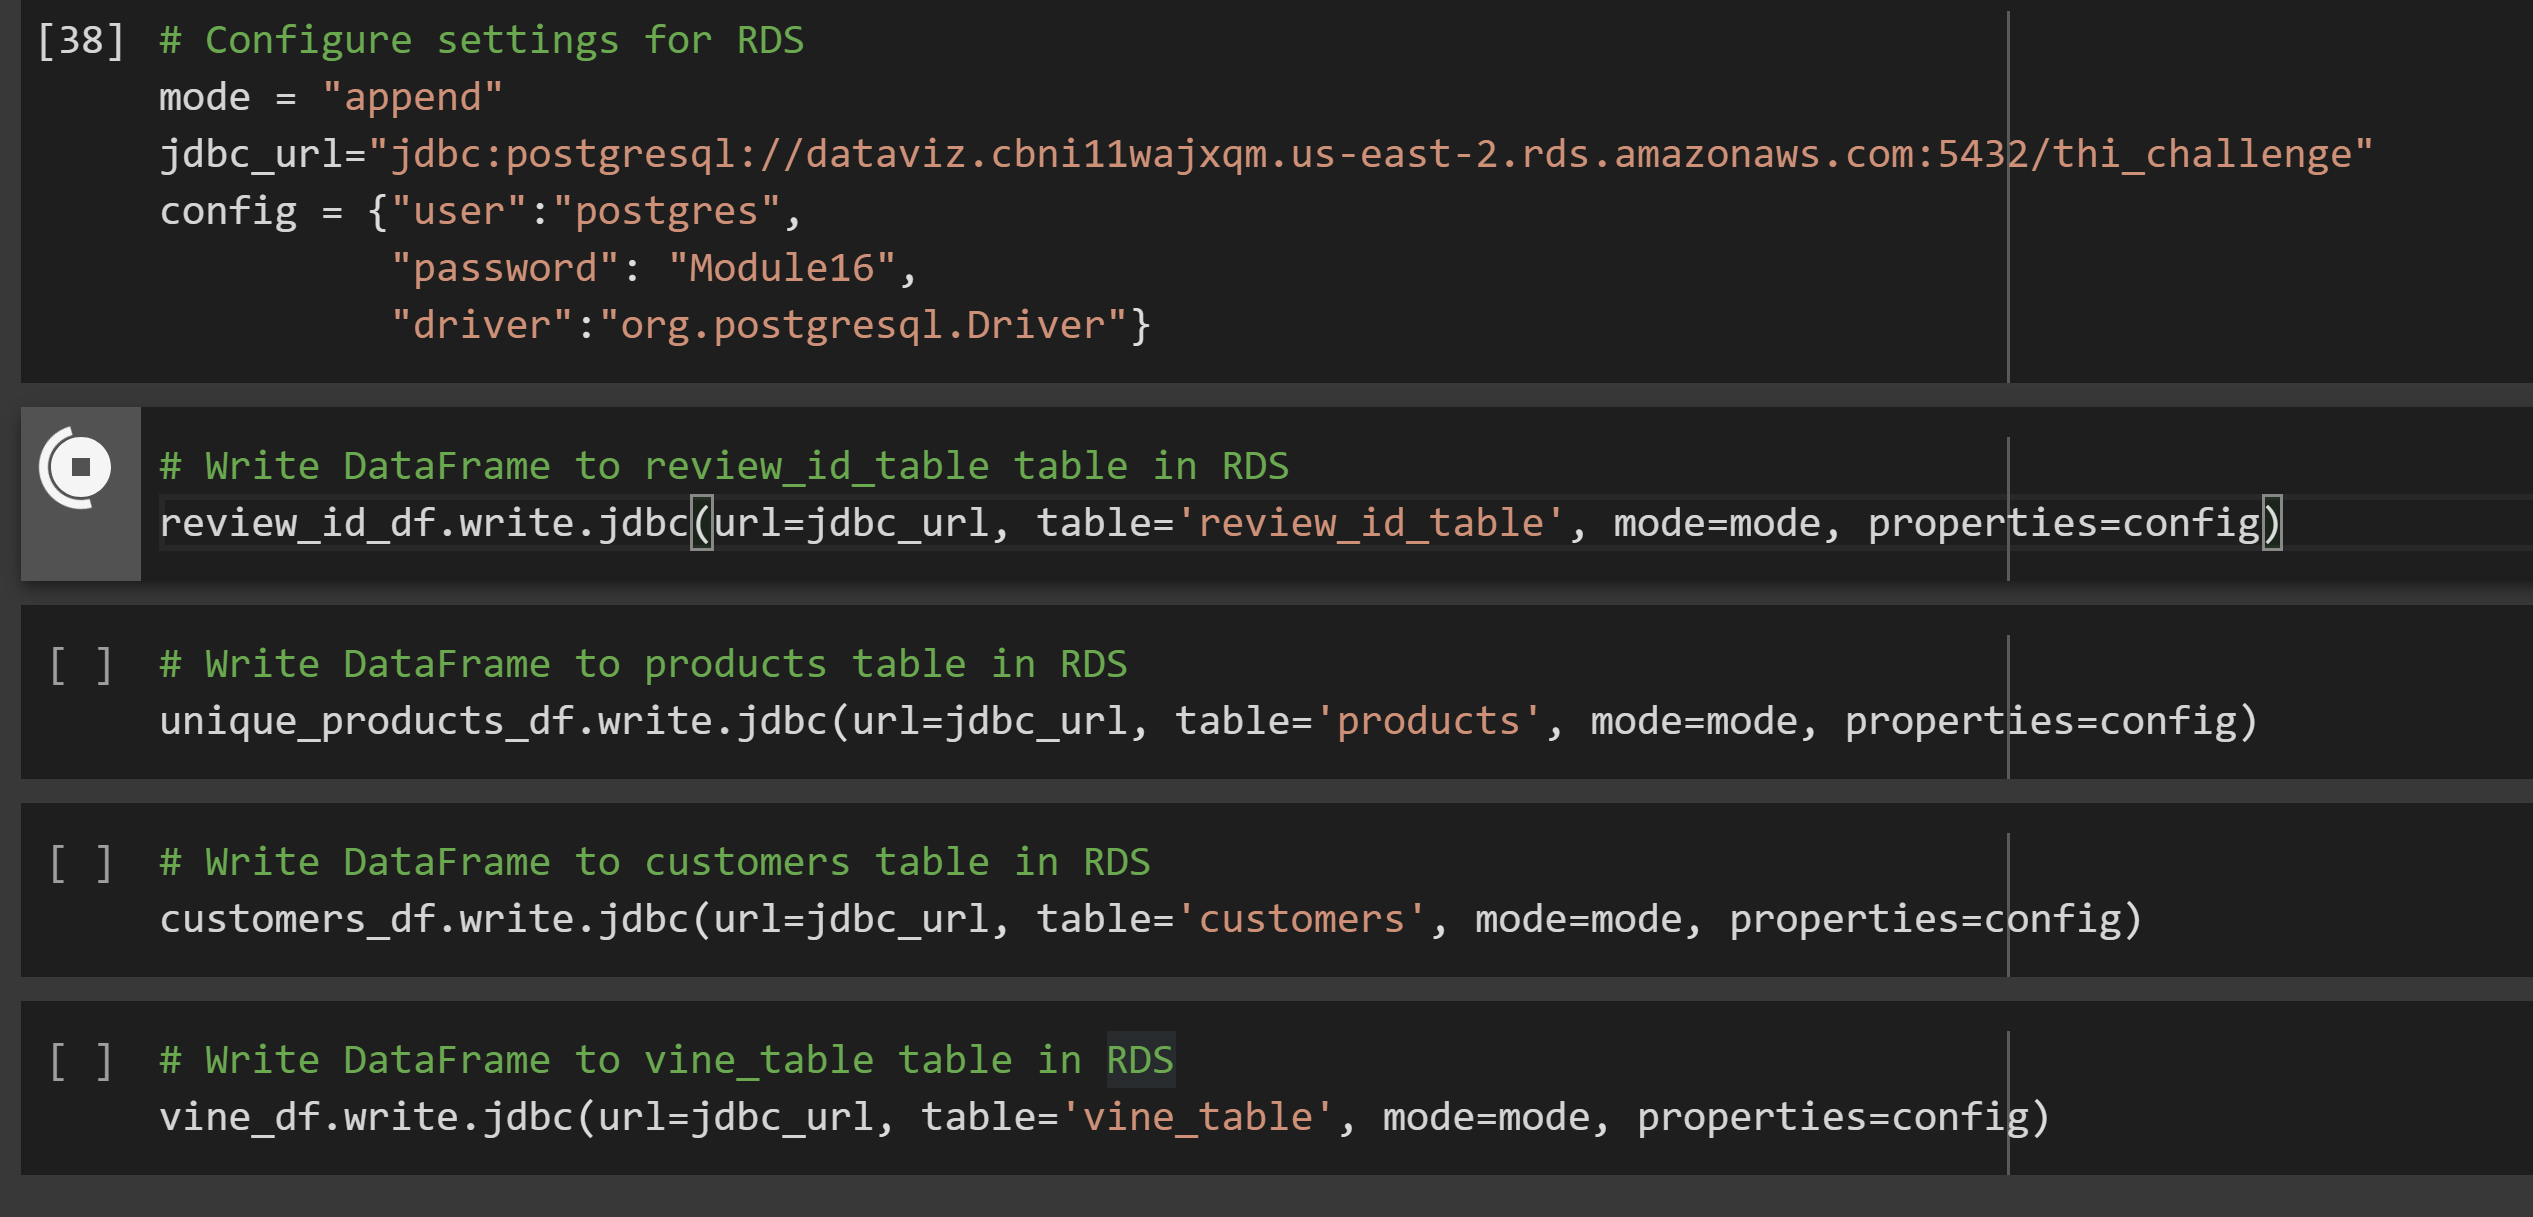 [38] # Configure settings for RDS
mode = "append"
jdbc_url="jdbc:postgresql://dataviz.cbni11wajxqm.us-east-2.rds.amazonaws.com:5432/thi_challenge"
config = {"user":"postgres",
"password": "Module16",
"driver":"org.postgresql.Driver"}
# Write DataFrame to review_id_table table in RDS
review_id_df.write.jdbc(url=jdbc_url, table='review_id_table', mode=mode, properties=config)
[ ] # Write DataFrame to products table in RDS
unique_products_df.write.jdbc(url=jdbc_url, table='products', mode=mode, properties=config)
[ ] # Write DataFrame to customers table in RDS
customers_df.write.jdbc(url=jdbc_url, table='customers', mode=mode, properties=config)
[ ] # Write DataFrame to vine_table table in RDS
vine_df.write.jdbc(url=jdbc_url, table='vine_table', mode=mode, properties=config)